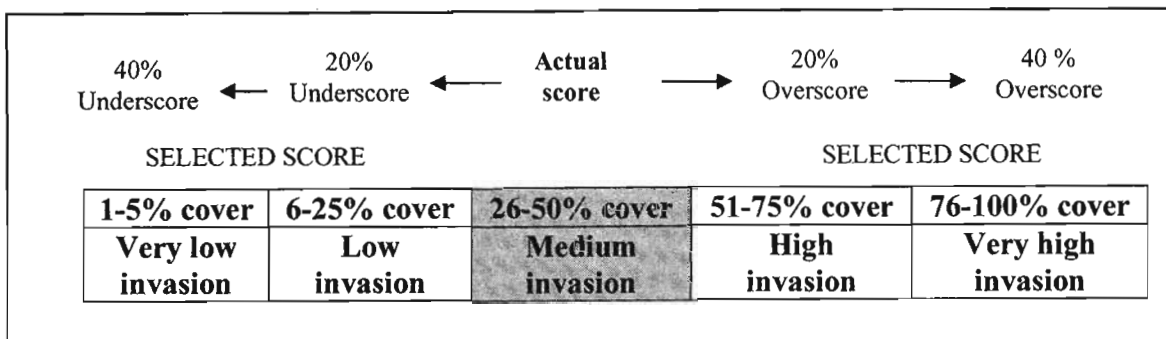 40% 20% Actual 20% 40 %
Underscore Underscore score Overscore Overscore
SELECTED SCORE SELECTED SCORE
1-5% cover 6-25% cover 26-50% cover 51-75% cover 76-100% cover
Very low Low Medium High Very high
invasion invasion invasion invasion invasion